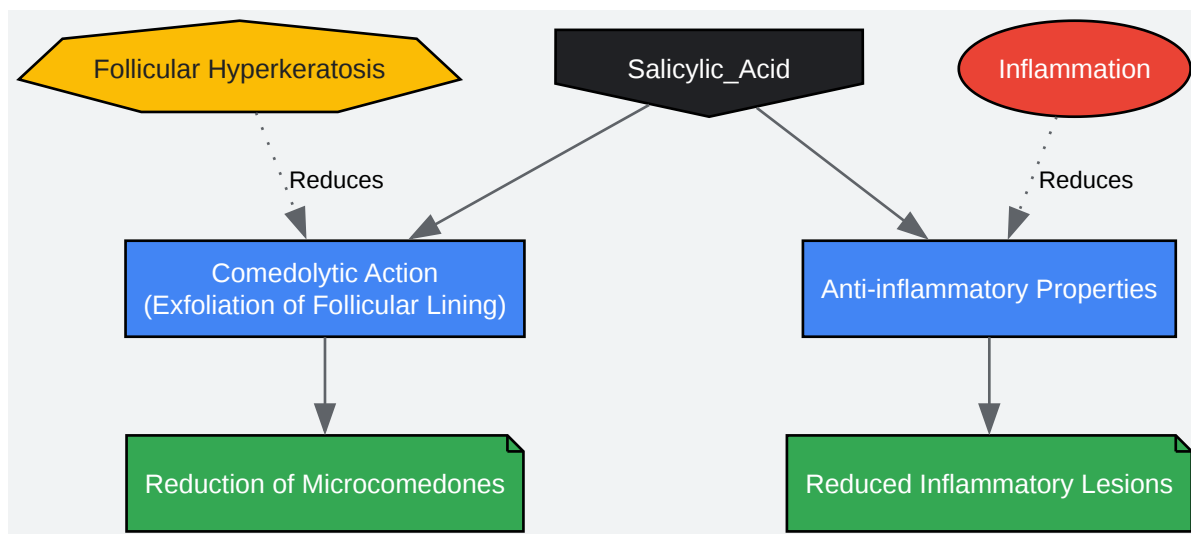 Follicular Hyperkeratosis
Salicylic_Acid
Inflammation
Reduces
Reduces
Comedolytic Action
(Exfoliation of Follicular Lining)
Anti-inflammatory Properties
Reduction of Microcomedones
Reduced Inflammatory Lesions